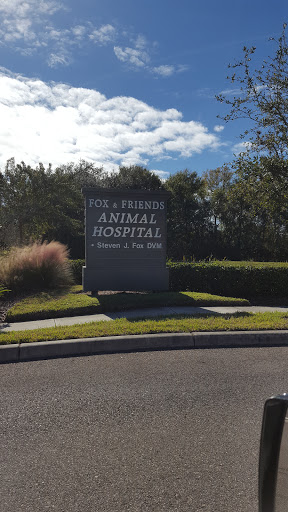 FOX & FRIENDS
ANIMAL
HOSPITAL
• Steven J. Fox DVM